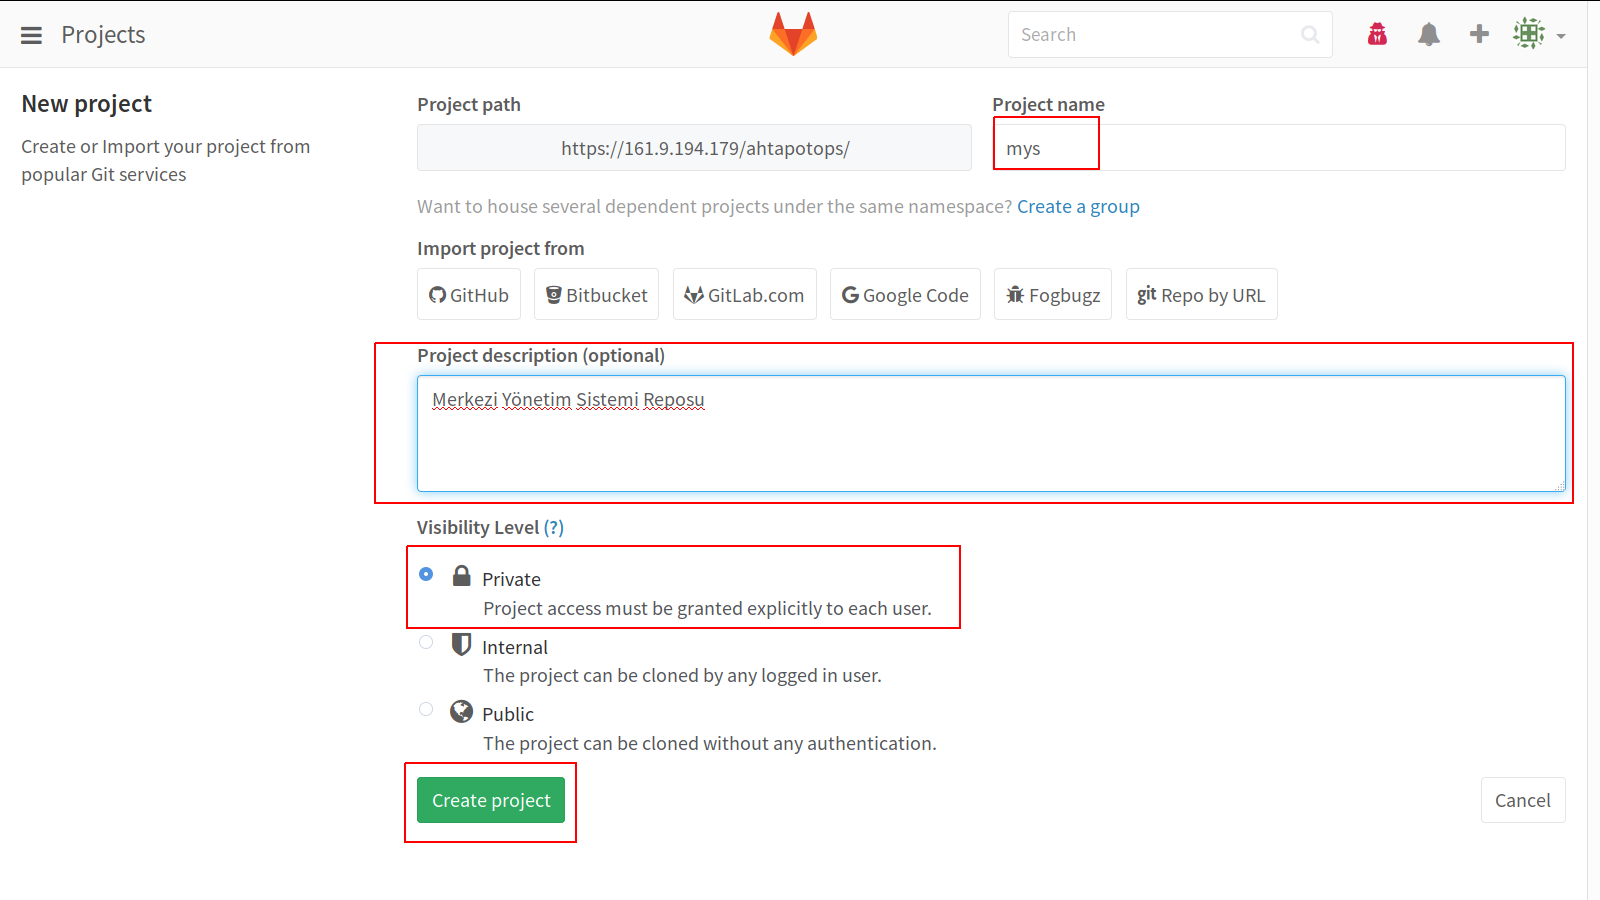 Projects
Search
New project
Create or Import your project from
popular Git services
Project path
Project name
https://161.9.194.179/ahtapotops/
mys
Want to house several dependent projects under the same namespace? Create a group
Import project from
GitHub
Bitbucket
GitLab.com
Google Code
Fogbugz
git Repo by URL
Project description (optional)
Merkezi Yönetim Sistemi Reposu
Visibility Level (?)
Private
Project access must be granted explicitly to each user.
Internal
The project can be cloned by any logged in user.
Public
The project can be cloned without any authentication.
Create project
Cancel